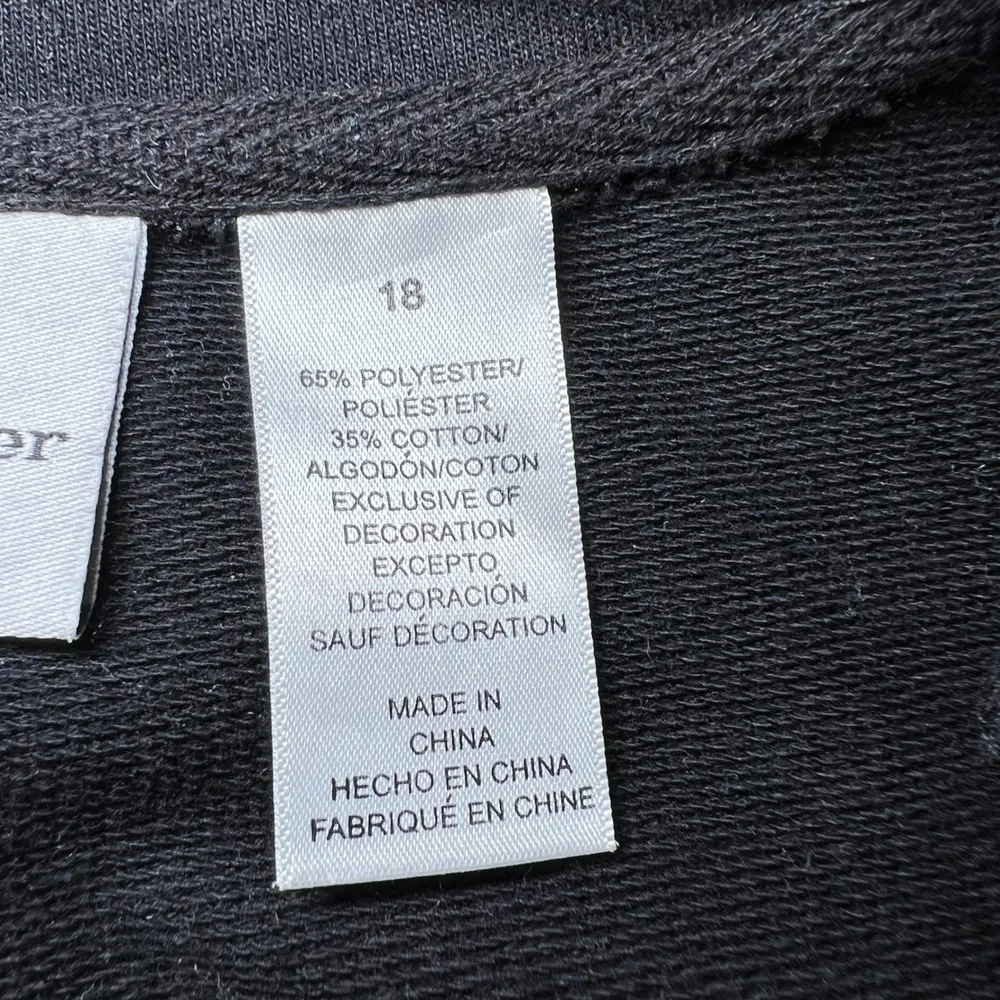 18
65% POLYESTER/
POLIÉSTER
35% COTTON/
ALGODÓN/COTON
EXCLUSIVE OF
DECORATION
EXCEPTO
DECORACIÓN
SAUF DÉCORATION
MADE IN
CHINA
HECHO EN CHINA
FABRIQUÉ EN CHINE